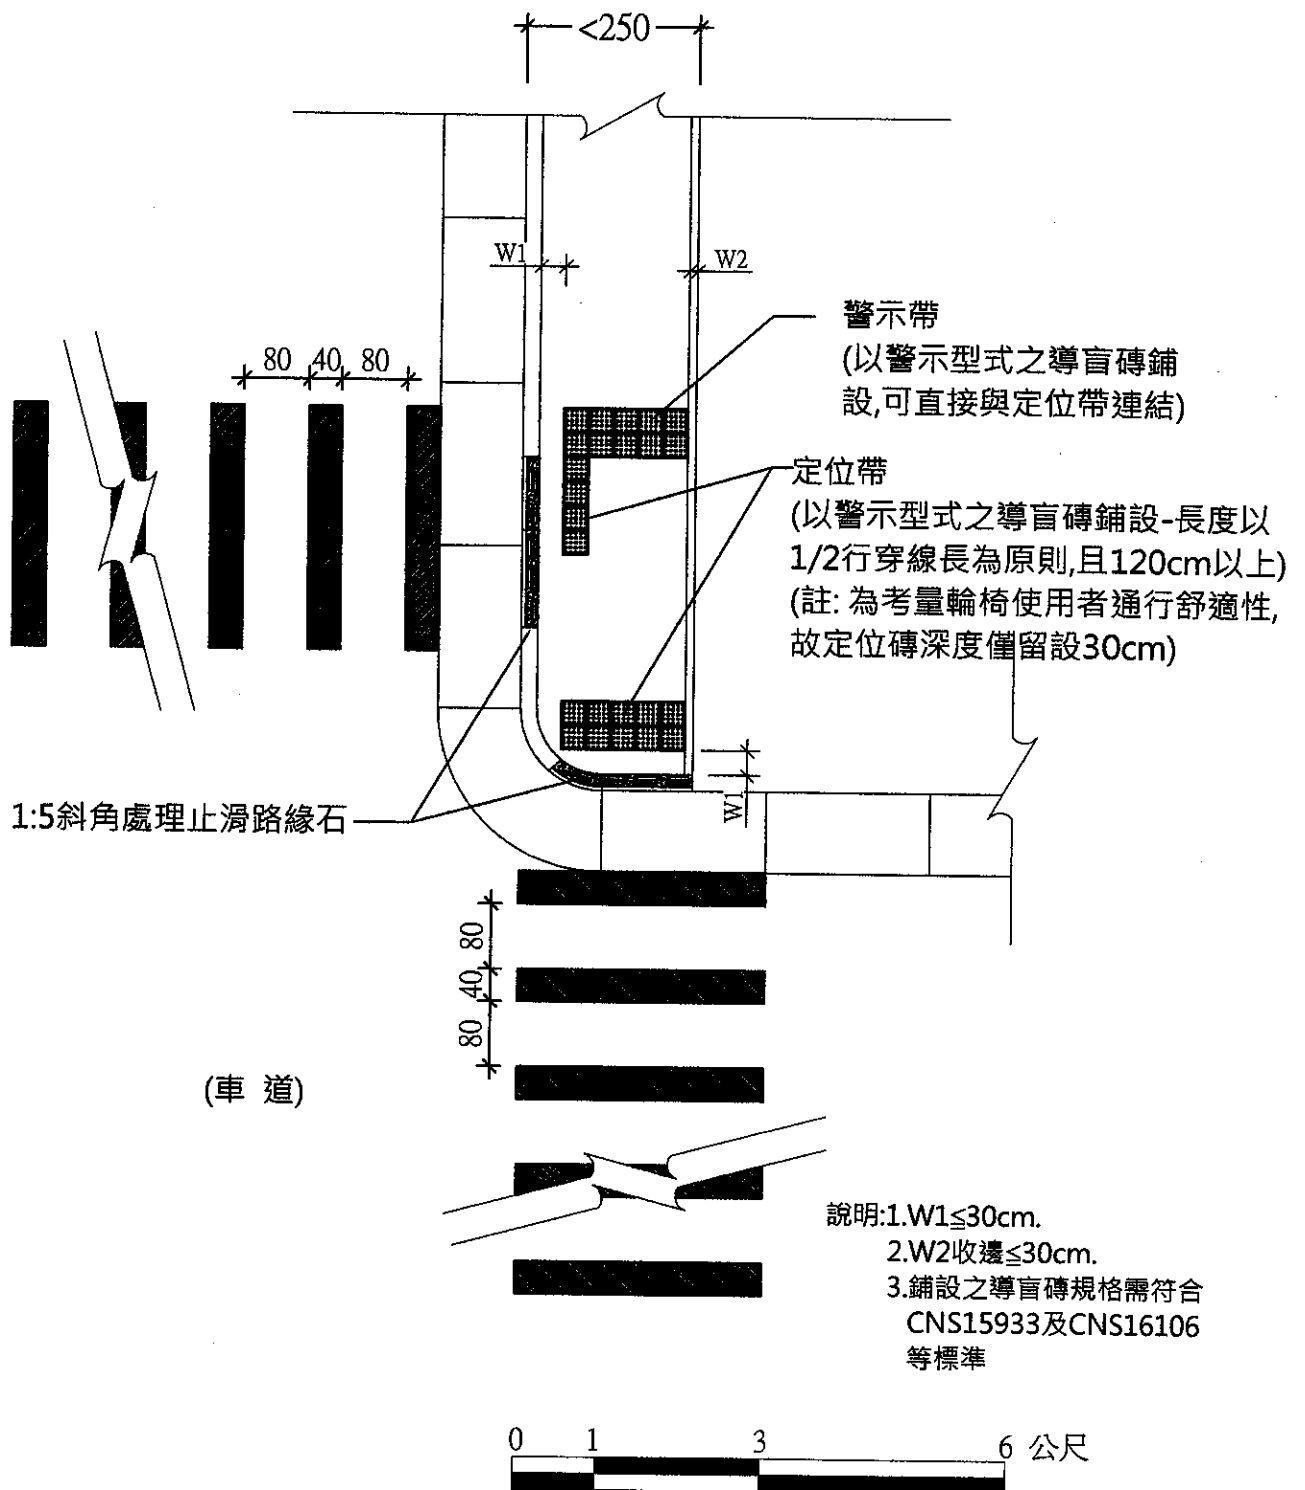 <250
W1
W2
警示帶
(以警示型式之導盲磚鋪
設,可直接與定位帶連結)
80 40 80
定位帶
(以警示型式之導盲磚鋪設-長度以
1/2行穿線長為原則,且120cm以上)
(註: 為考量輪椅使用者通行舒適性,
故定位磚深度僅留設30cm)
1:5斜角處理止滑路緣石
W1
80
40
80
(車 道)
說明:1.W1≦30cm.
2.W2收邊≦30cm.
3.鋪設之導盲磚規格需符合
CNS15933及CNS16106
等標準
0 1 3 6 公尺